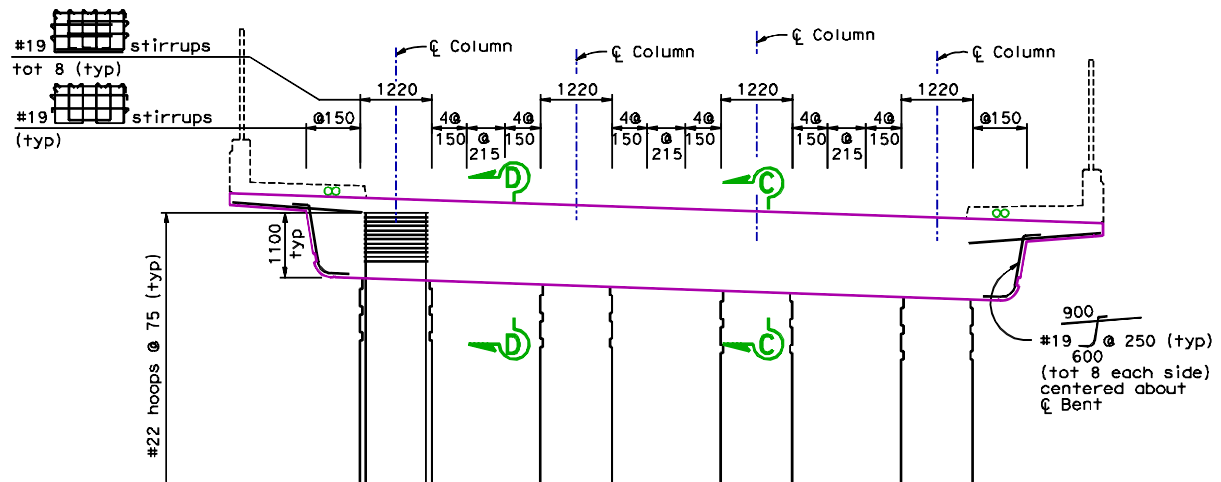 #19 stirrups
tot 8 (typ)
#19 stirrups
(typ)
℄ Column
℄ Column
℄ Column
℄ Column
1220
1220
1220
1220
@150
4@
150
@
215
4@
150
4@
150
@
215
4@
150
4@
150
@
215
4@
150
@150
D
C
8
8
1100
typ
#22 hoops @ 75 (typ)
D
C
900
#19 @ 250 (typ)
600
(tot 8 each side)
centered about
℄ Bent